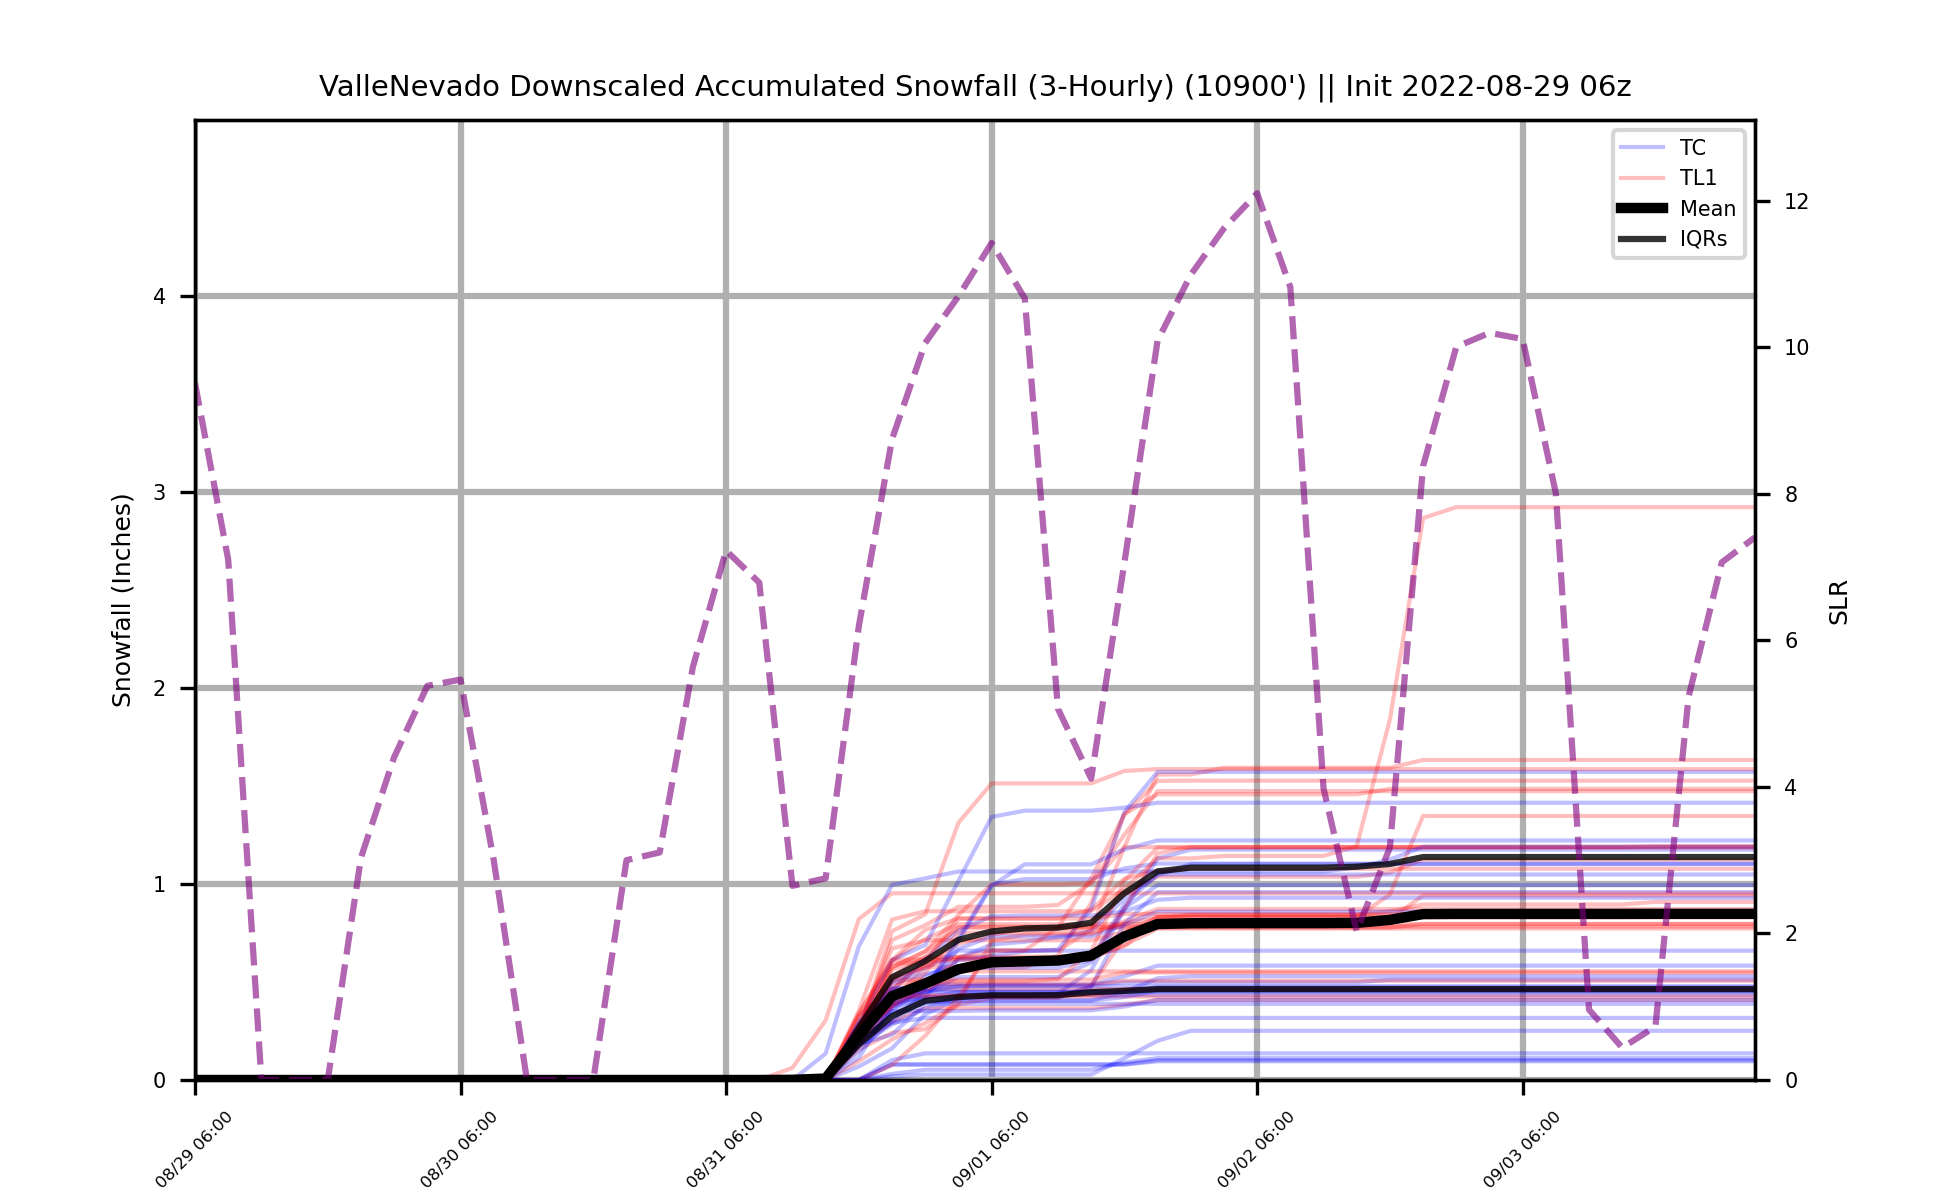 ValleNevado Downscaled Accumulated Snowfall (3-Hourly) (10900') || Init 2022-08-29 06z
TC
TL1
Mean
IQRs
4
3
2
1
0
Snowfall (Inches)
12
10
8
6
4
2
0
SLR
08/29 06:00
08/30 06:00
08/31 06:00
09/01 06:00
09/02 06:00
09/03 06:00